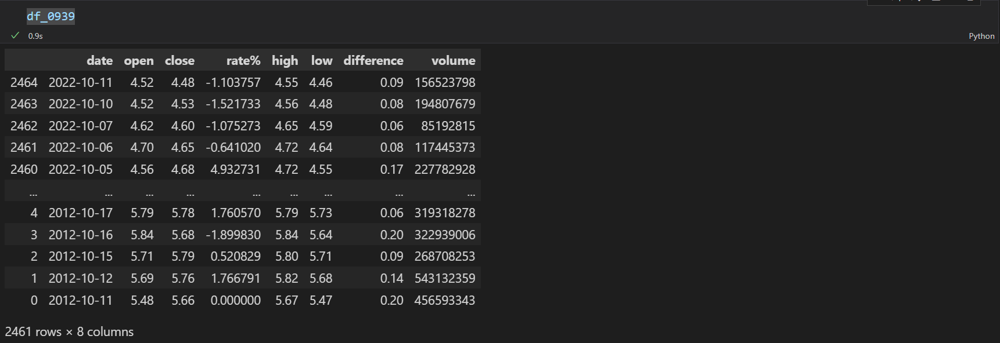 df_0939
0.9s
Python
date open close rate% high low difference volume
2464 2022-10-11 4.52 4.48 -1.103757 4.55 4.46 0.09 156523798
2463 2022-10-10 4.52 4.53 -1.521733 4.56 4.48 0.08 194807679
2462 2022-10-07 4.62 4.60 -1.075273 4.65 4.59 0.06 85192815
2461 2022-10-06 4.70 4.65 -0.641020 4.72 4.64 0.08 117445373
2460 2022-10-05 4.56 4.68 4.932731 4.72 4.55 0.17 227782928
... ... ... ... ... ... ... ... ...
4 2012-10-17 5.79 5.78 1.760570 5.79 5.73 0.06 319318278
3 2012-10-16 5.84 5.68 -1.899830 5.84 5.64 0.20 322939006
2 2012-10-15 5.71 5.79 0.520829 5.80 5.71 0.09 268708253
1 2012-10-12 5.69 5.76 1.766791 5.82 5.68 0.14 543132359
0 2012-10-11 5.48 5.66 0.000000 5.67 5.47 0.20 456593343
2461 rows × 8 columns